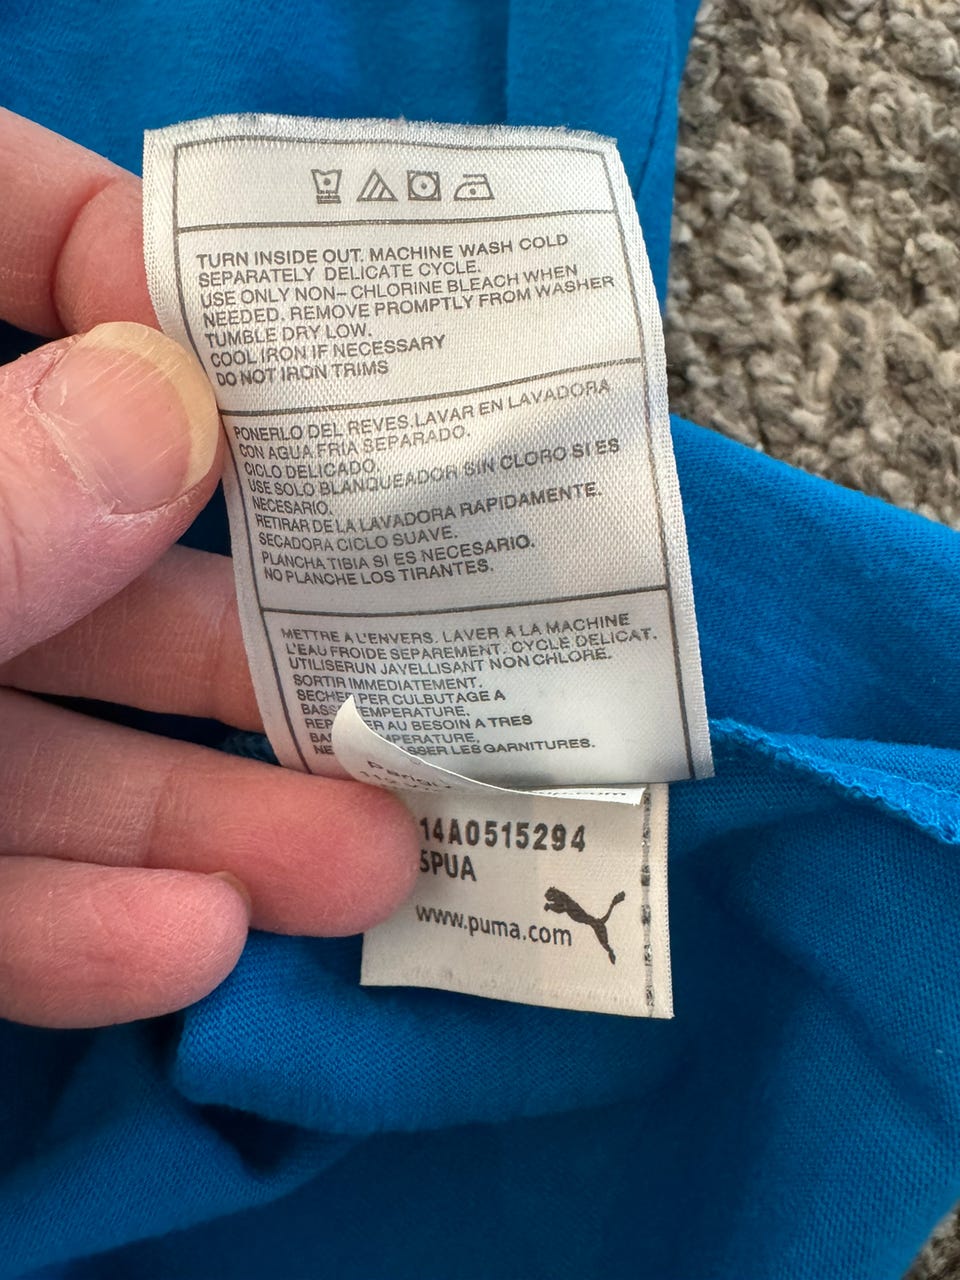 TURN INSIDE OUT. MACHINE WASH COLD
SEPARATELY DELICATE CYCLE.
USE ONLY NON-CHLORINE BLEACH WHEN
NEEDED. REMOVE PROMPTLY FROM WASHER
TUMBLE DRY LOW.
COOL IRON IF NECESSARY
DO NOT IRON TRIMS
PONERLO DEL REVES.LAVAR EN LAVADORA
CON AGUA FRIA SEPARADO.
CICLO DELICADO.
USE SOLO BLANQUEADOR SIN CLORO SI ES
NECESARIO.
RETIRAR DE LA LAVADORA RAPIDAMENTE.
SECADORA CICLO SUAVE.
PLANCHA TIBIA SI ES NECESARIO.
NO PLANCHE LOS TIRANTES.
METTRE A L'ENVERS. LAVER A LA MACHINE
L'EAU FROIDE SEPAREMENT. CYCLE DELICAT.
UTILISERUN JAVELLISANT NON CHLORE.
SORTIR IMMEDIATEMENT.
PER CULBUTAGE A
AU BESOIN A TRES
NE LES GARNITURES.
14A0515294
5PUA
www.puma.com